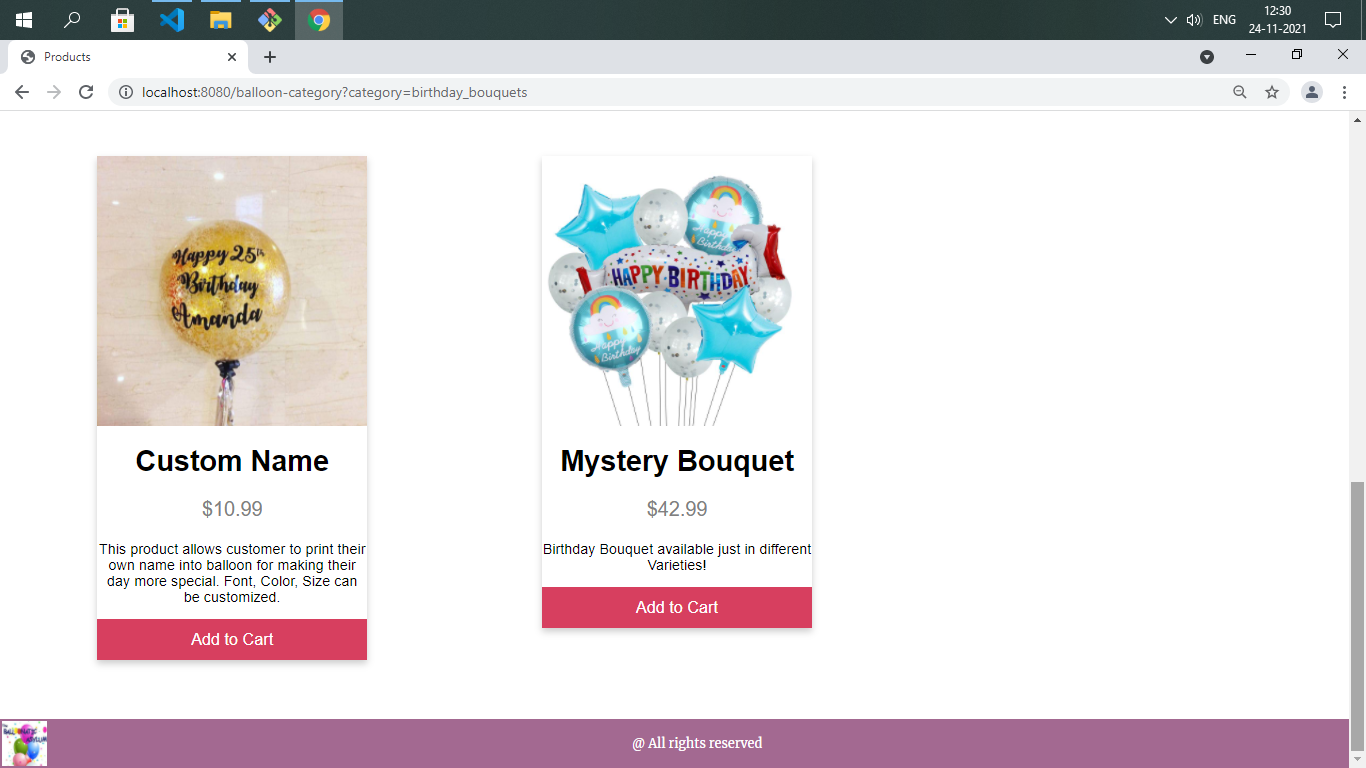 ENG
12:30
24-11-2021
Products
localhost:8080/balloon-category?category=birthday_bouquets
Happy 25th
Birthday
Amanda
Happy
Birthday
HAPPY BIRTHDAY
Happy
Birthday
Custom Name
$10.99
This product allows customer to print their
own name into balloon for making their
day more special. Font, Color, Size can
be customized.
Add to Cart
Mystery Bouquet
$42.99
Birthday Bouquet available just in different
Varieties!
Add to Cart
@ All rights reserved